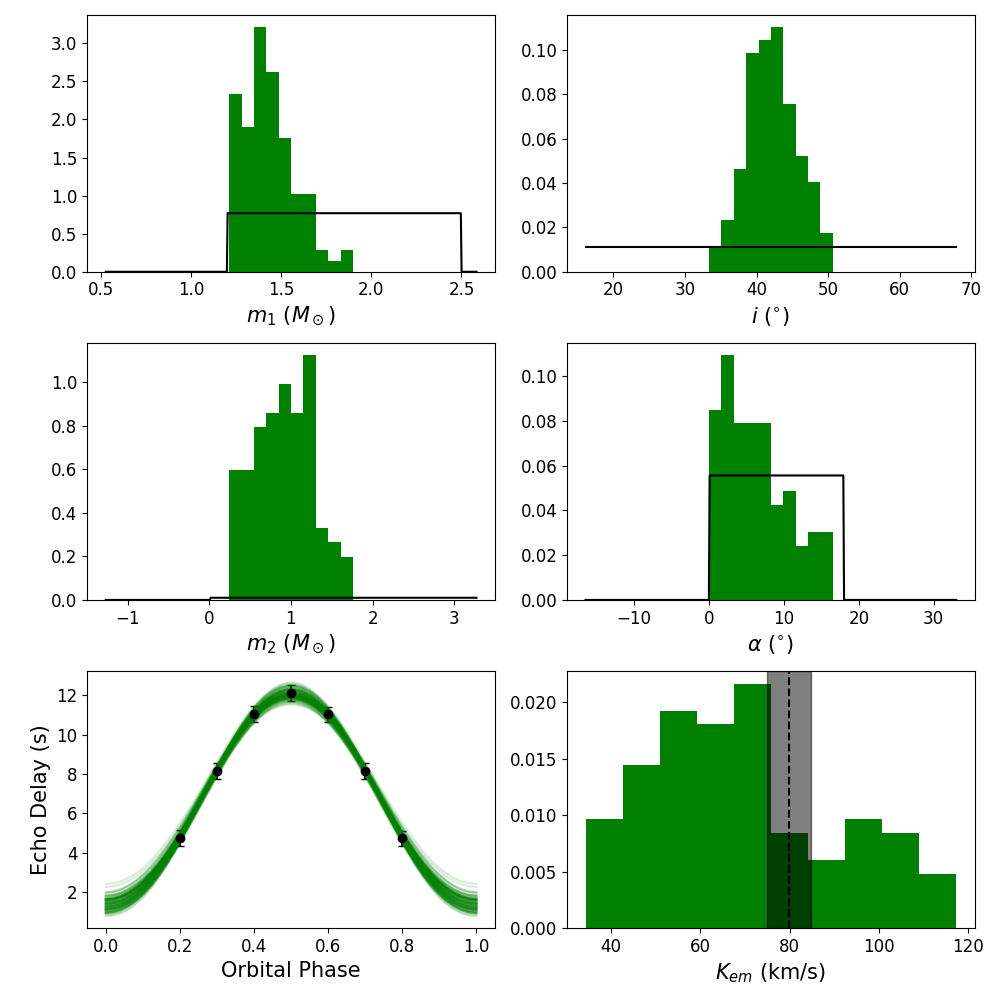 3.0
2.5
2.0
1.5
1.0
0.5
0.0
0.5 1.0 1.5 2.0 2.5
m₁ (M⊙)
0.10
0.08
0.06
0.04
0.02
0.00
20 30 40 50 60 70
i (°)
1.0
0.8
0.6
0.4
0.2
0.0
−1 0 1 2 3
m₂ (M⊙)
0.10
0.08
0.06
0.04
0.02
0.00
−10 0 10 20 30
α (°)
Echo Delay (s)
12
10
8
6
4
2
0.0 0.2 0.4 0.6 0.8 1.0
Orbital Phase
0.020
0.015
0.010
0.005
0.000
40 60 80 100 120
K_em (km/s)